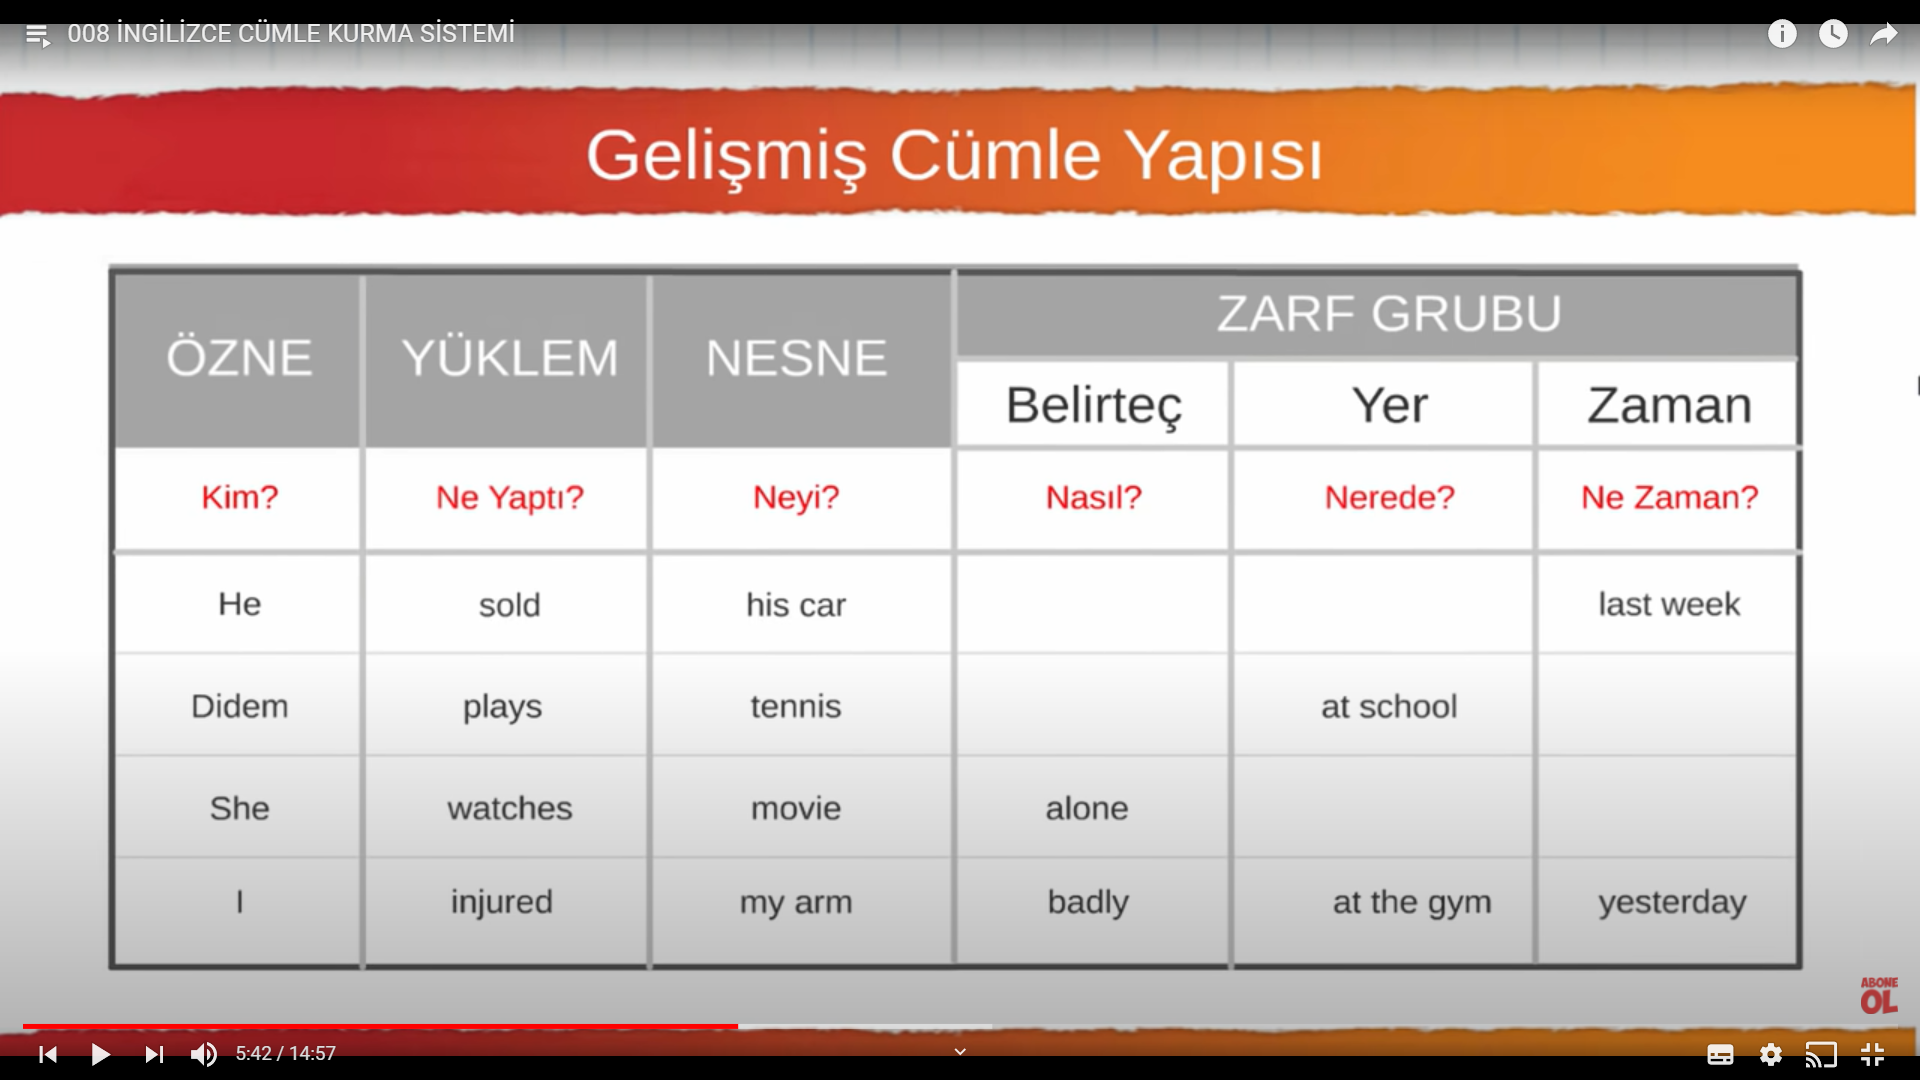 008 İNGİLİZCE CÜMLE KURMA SİSTEMİ
Gelişmiş Cümle Yapısı
ÖZNE YÜKLEM NESNE ZARF GRUBU
Belirteç Yer Zaman
Kim? Ne Yaptı? Neyi? Nasıl? Nerede? Ne Zaman?
He sold his car last week
Didem plays tennis at school
She watches movie alone
I injured my arm badly at the gym yesterday
ABONE
OL
5:42 / 14:57